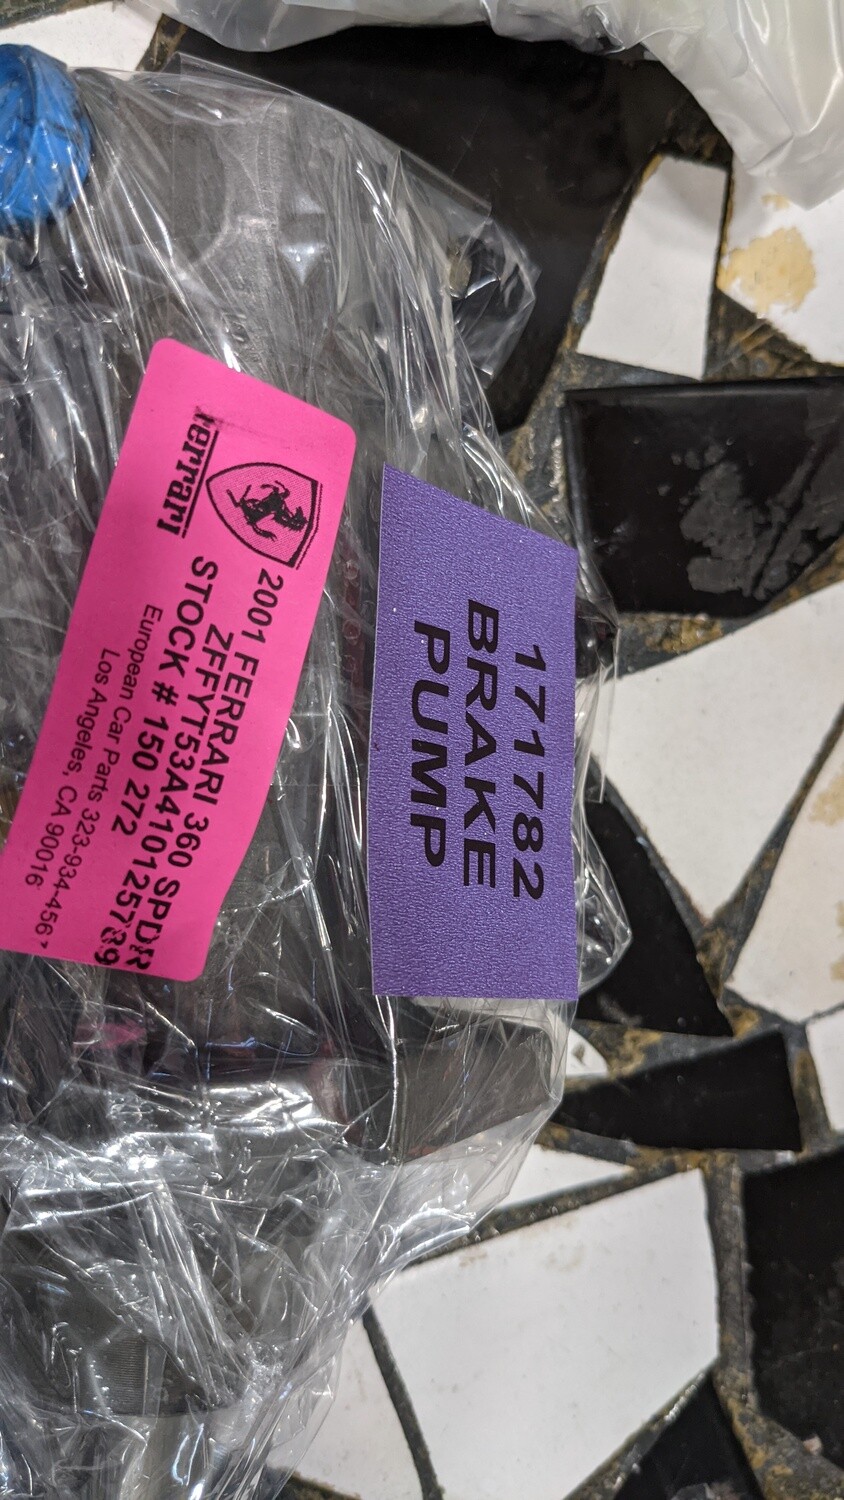 Ferrari
2001 FERRARI 360 SPDR
ZFFYT53A410125789
STOCK # 150 272
European Car Parts 323-934-4567
Los Angeles, CA 90016
171782
BRAKE
PUMP